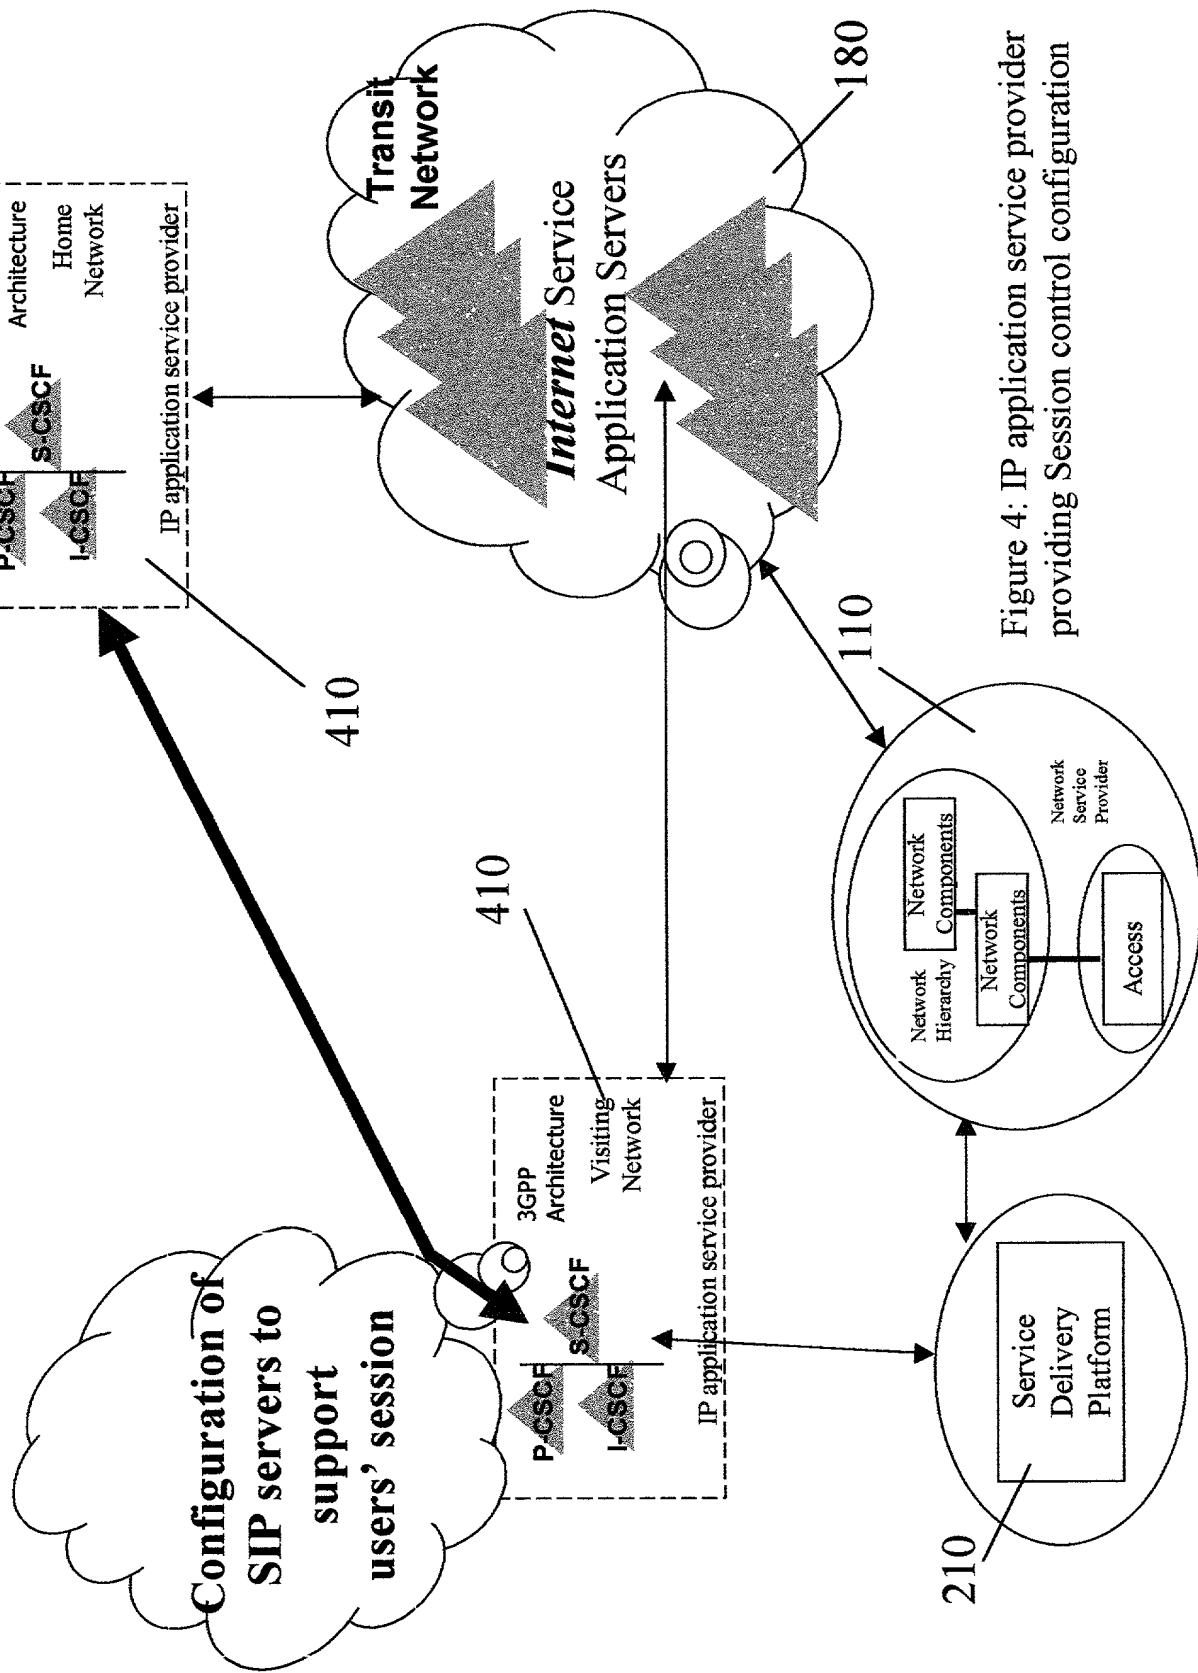 Configuration of
SIP servers to
support
users' session
P-CSCF
S-CSCF
I-CSCF
Architecture
Home
Network
IP application service provider
410
Transit
Network
Internet Service
Application Servers
180
3GPP
Architecture
Visiting
Network
P-CSCF
S-CSCF
I-CSCF
IP application service provider
410
Service
Delivery
Platform
210
Network
Hierarchy
Network
Components
Network
Components
Access
Network
Service
Provider
110
Figure 4: IP application service provider
providing Session control configuration